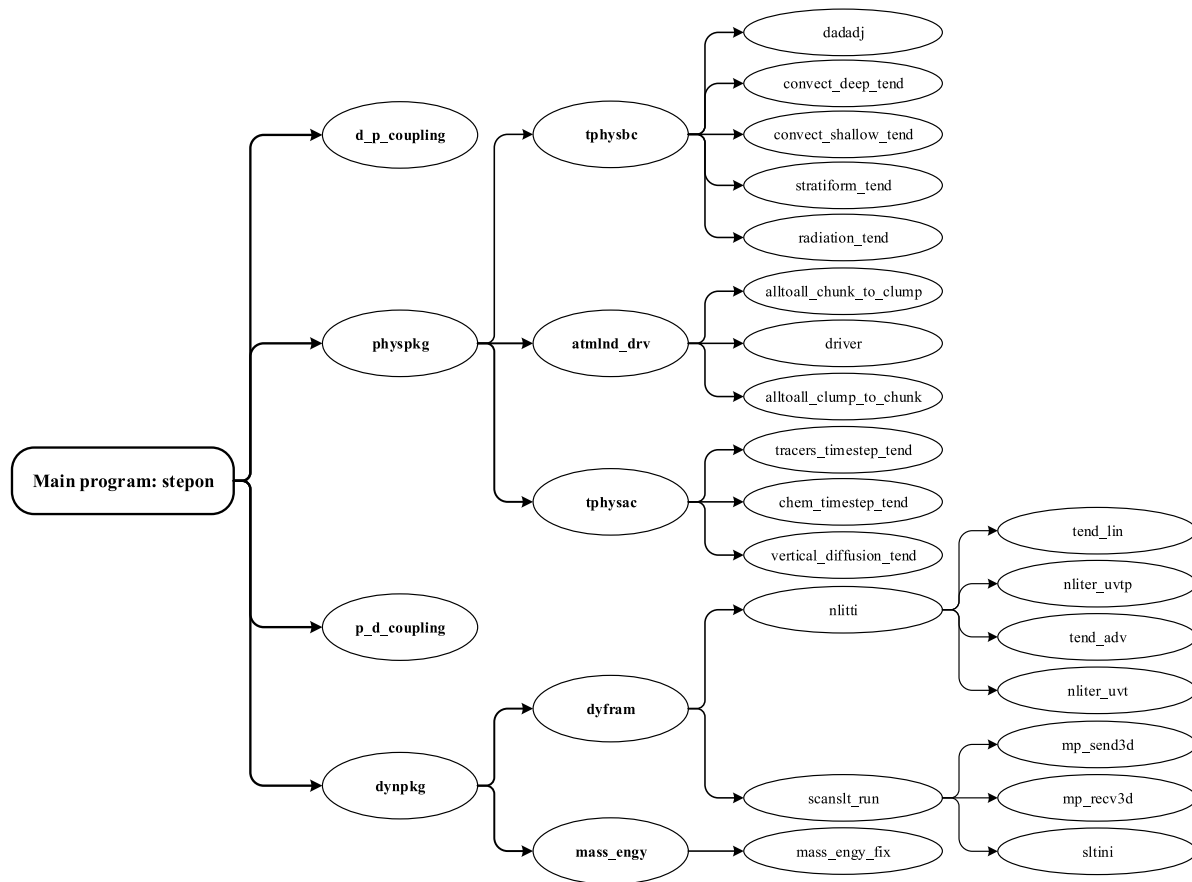 dadadj
convect_deep_tend
d_p_coupling
tphysbc
convect_shallow_tend
stratiform_tend
radiation_tend
alltoall_chunk_to_clump
physpkg
atmlnd_drv
driver
alltoall_clump_to_chunk
tracers_timestep_tend
Main program: stepon
tphysac
chem_timestep_tend
tend_lin
vertical_diffusion_tend
nliter_uvtp
p_d_coupling
nlitti
tend_adv
nliter_uvt
dyfram
mp_send3d
dynpkg
scanslt_run
mp_recv3d
mass_engy
mass_engy_fix
sltini